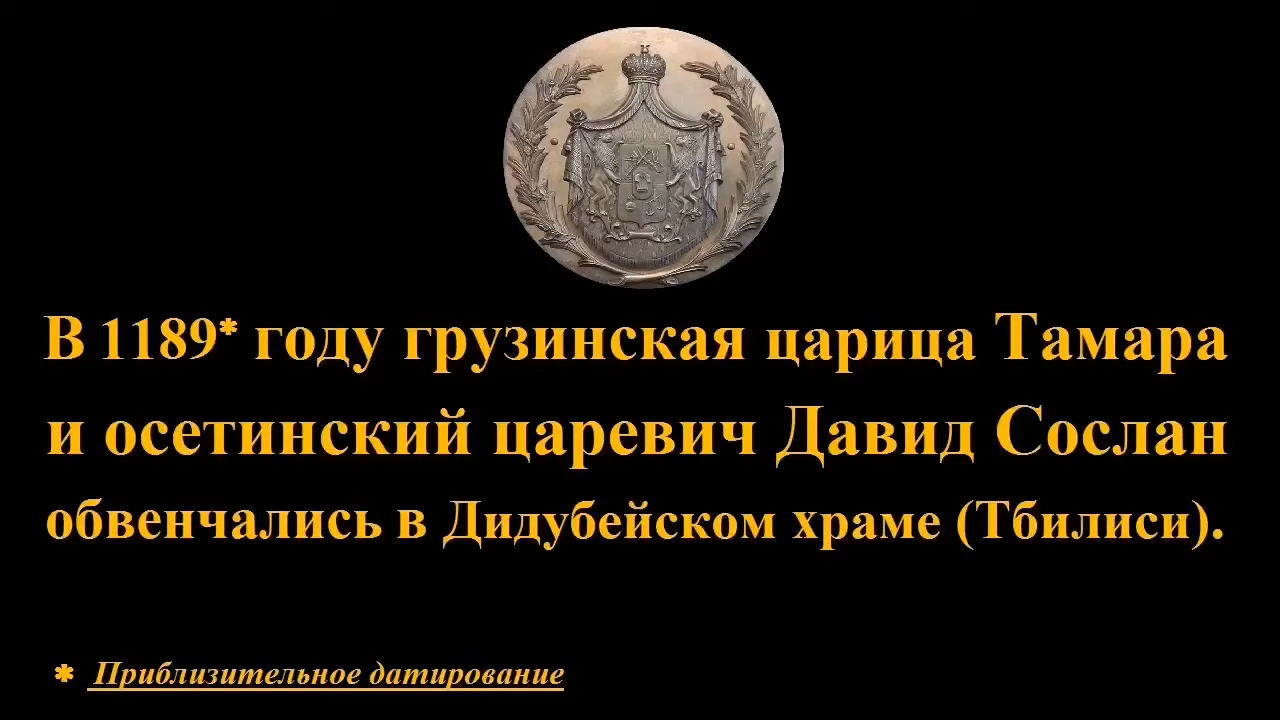 В 1189* году грузинская царица Тамара
и осетинский царевич Давид Сослан
обвенчались в Дидубейском храме (Тбилиси).
* Приблизительное датирование